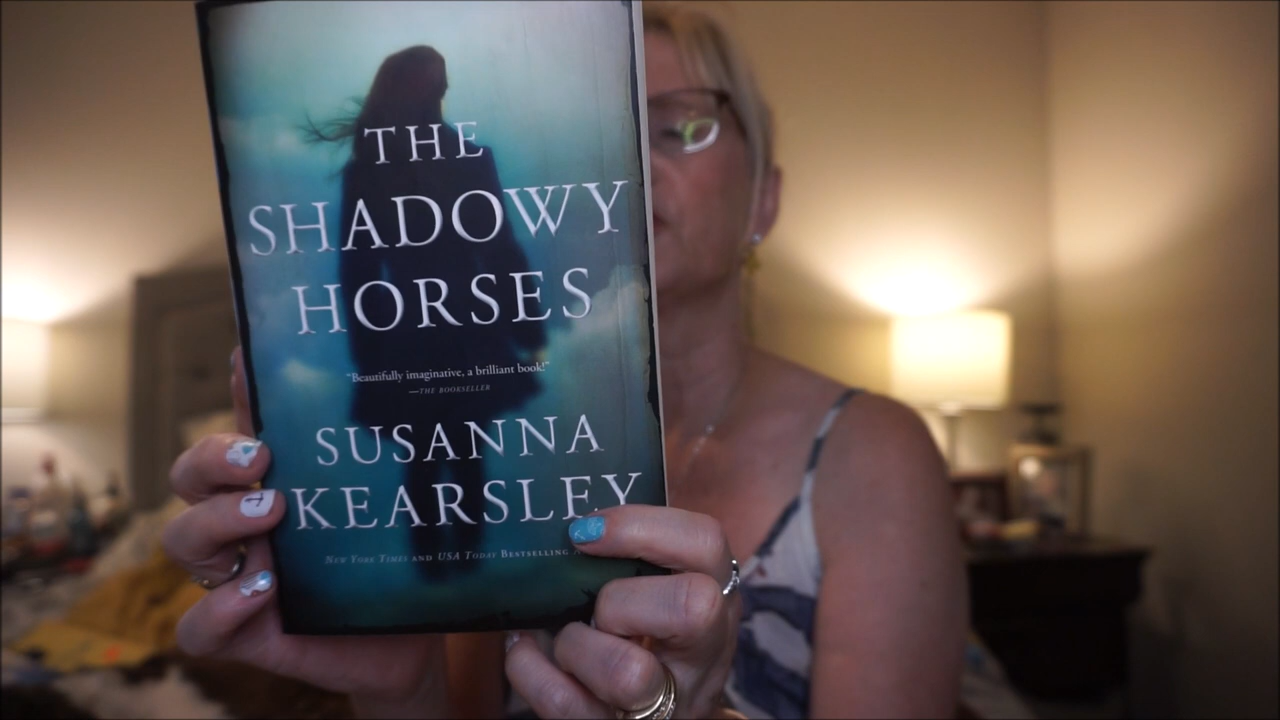 THE
SHADOWY
HORSES
"Beautifully imaginative, a brilliant book!"
—THE BOOKSELLER
SUSANNA
KEARSLEY
NEW YORK TIMES AND USA TODAY BESTSELLING